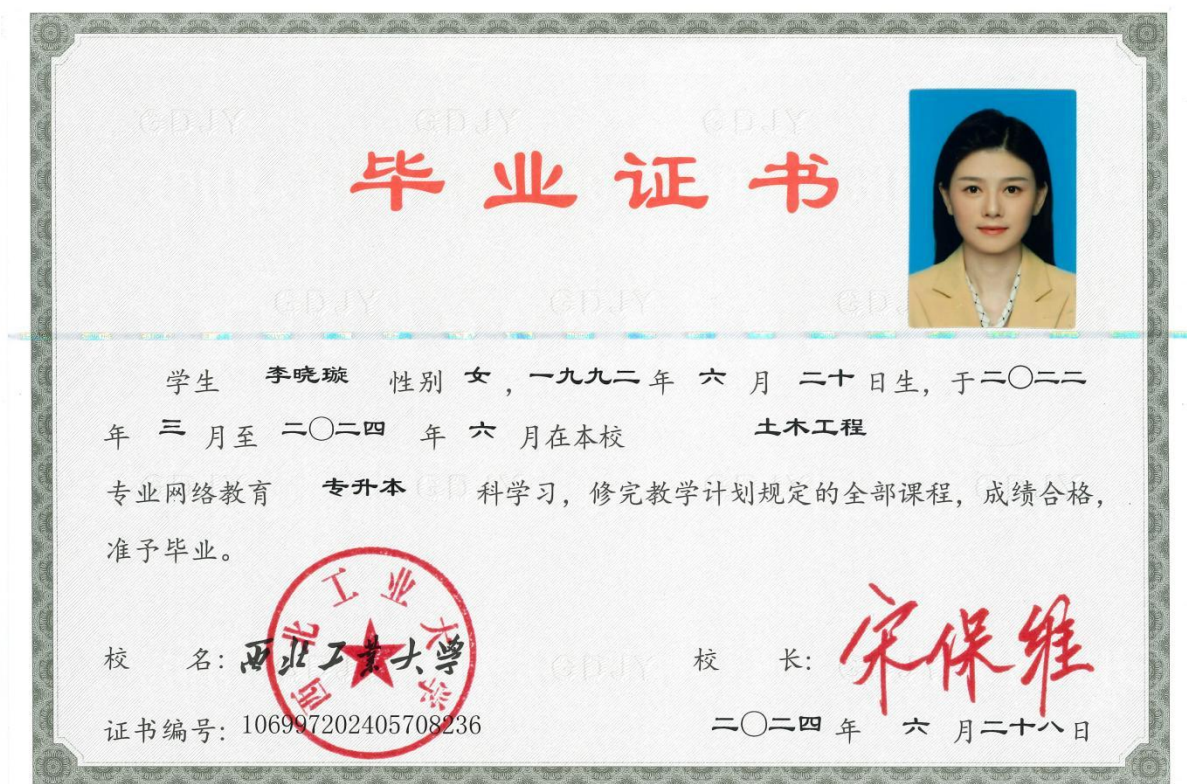 GDJY GDJY GDJY
毕业证书
GDJY GDJY
学生 李晓璇 性别 女，一九九二 年 六 月 二十 日生，于二〇二二
年 三 月至 二〇二四 年 六 月在本校 土木工程
专业网络教育 专升本 科学习，修完教学计划规定的全部课程，成绩合格，
准予毕业。
西北工业大学
校 名：西北工業大學
校 长：宋保维
证书编号：106997202405708236
二〇二四 年 六 月二十八日